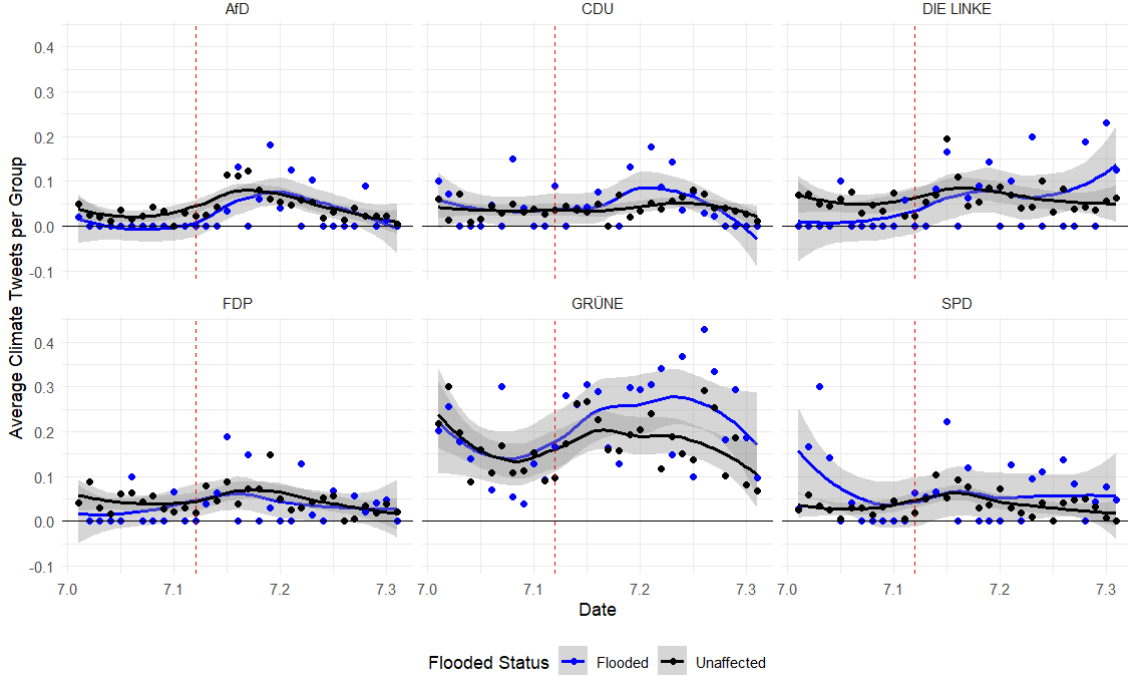 AfD CDU DIE LINKE
0.4
0.3
0.2
0.1
0.0
-0.1
FDP GRÜNE SPD
0.4
0.3
0.2
0.1
0.0
-0.1
Average Climate Tweets per Group
7.0 7.1 7.2 7.3 7.0 7.1 7.2 7.3 7.0 7.1 7.2 7.3
Date
Flooded Status Flooded Unaffected